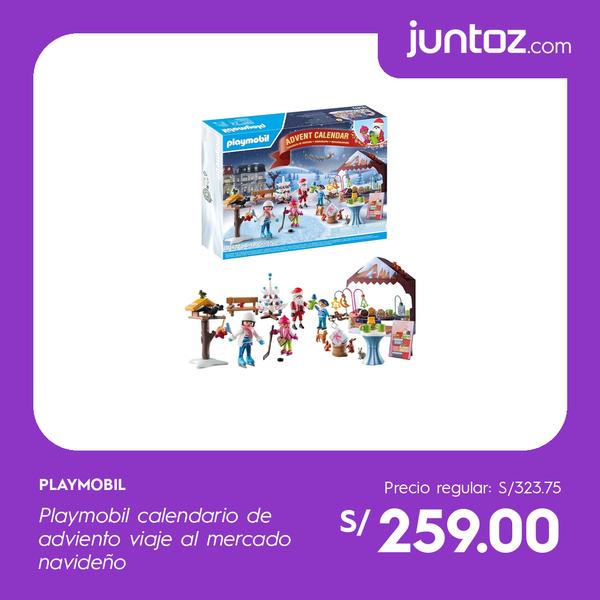 juntoz.com
playmobil
ADVENT CALENDAR
PLAYMOBIL
Playmobil calendario de
adviento viaje al mercado
navideño
Precio regular: S/323.75
S/ 259.00